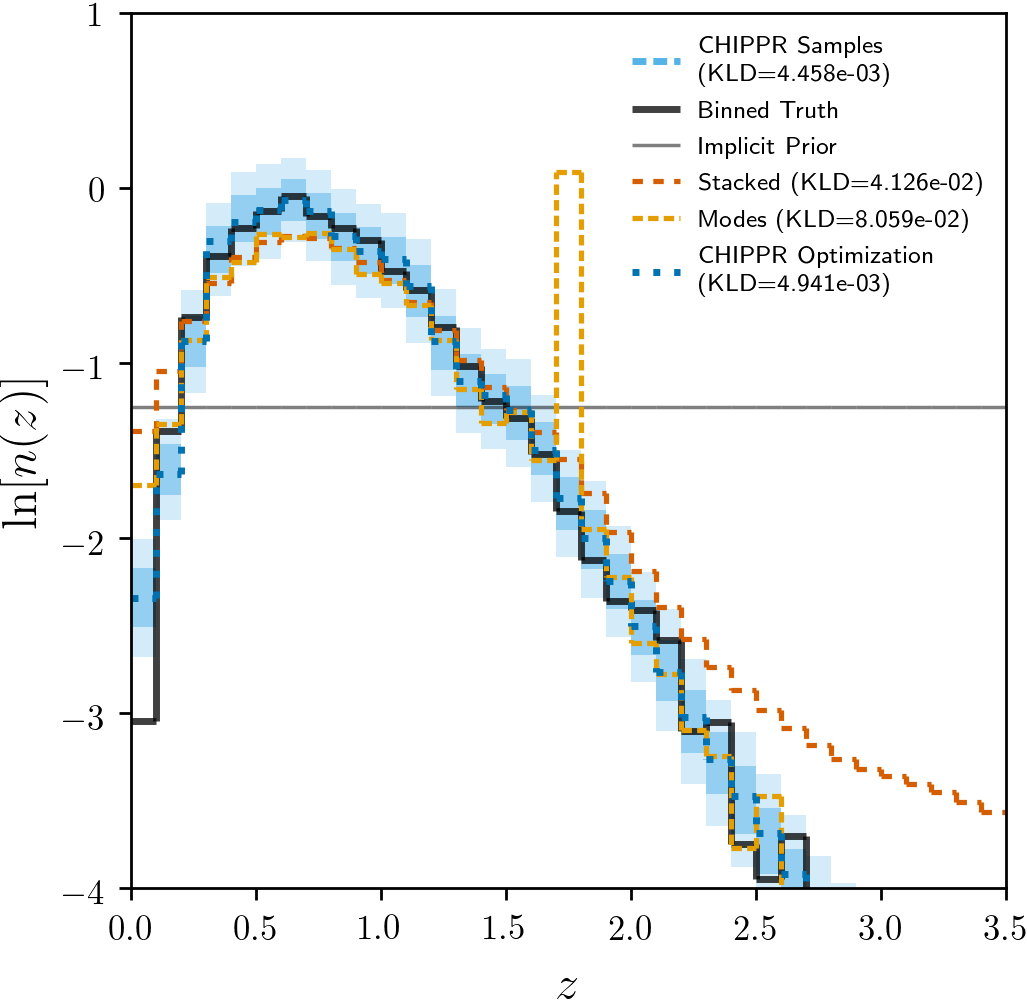 1
0
−1
−2
−3
−4
ln[n(z)]
CHIPPR Samples
(KLD=4.458e-03)
Binned Truth
Implicit Prior
Stacked (KLD=4.126e-02)
Modes (KLD=8.059e-02)
CHIPPR Optimization
(KLD=4.941e-03)
0.0 0.5 1.0 1.5 2.0 2.5 3.0 3.5
z